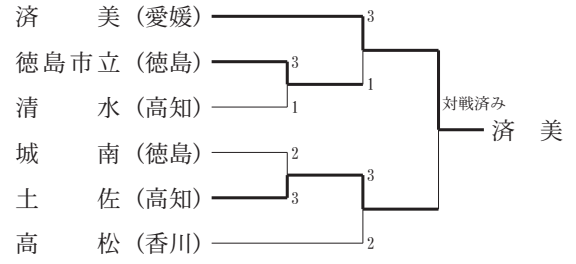 済美（愛媛）
3
徳島市立（徳島）
3
1
清水（高知）
1
対戦済み
済美
城南（徳島）
2
土佐（高知）
3
3
高松（香川）
2